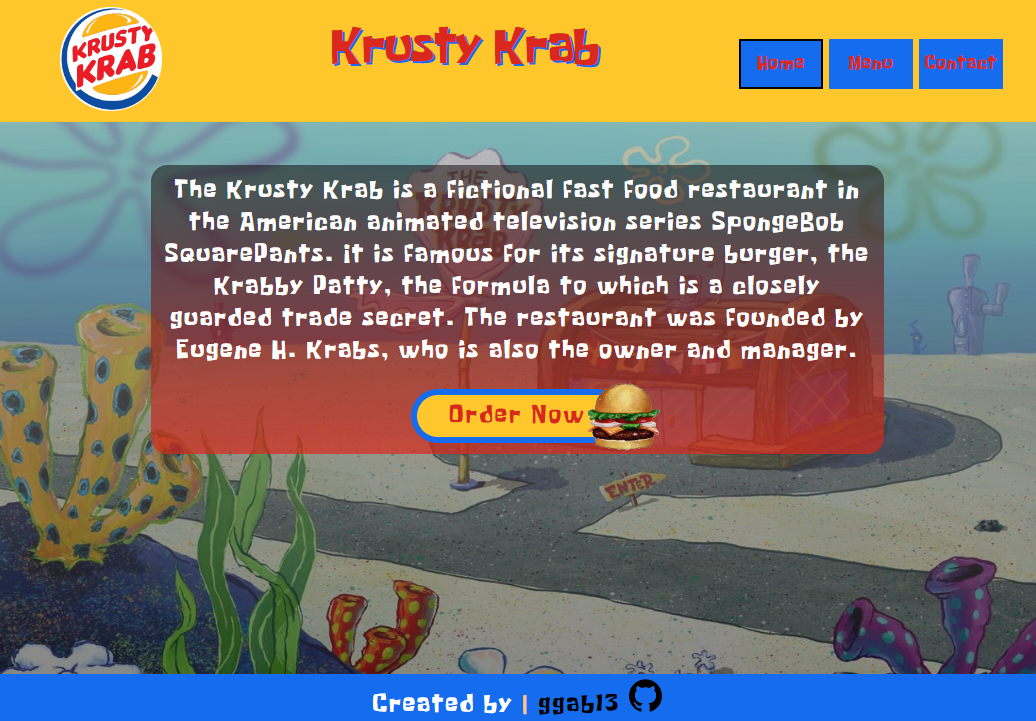 KRUSTY
KRAB
Krusty Krab
Home
Menu
Contact
The Krusty Krab is a fictional fast food restaurant in
the American animated television series SpongeBob
SquarePants. it is famous for its signature burger, the
Krabby Patty, the formula to which is a closely
guarded trade secret. The restaurant was founded by
Eugene H. Krabs, who is also the owner and manager.
THE
KRUSTY
KRAB
Order Now
ENTER
Created by | ggab13